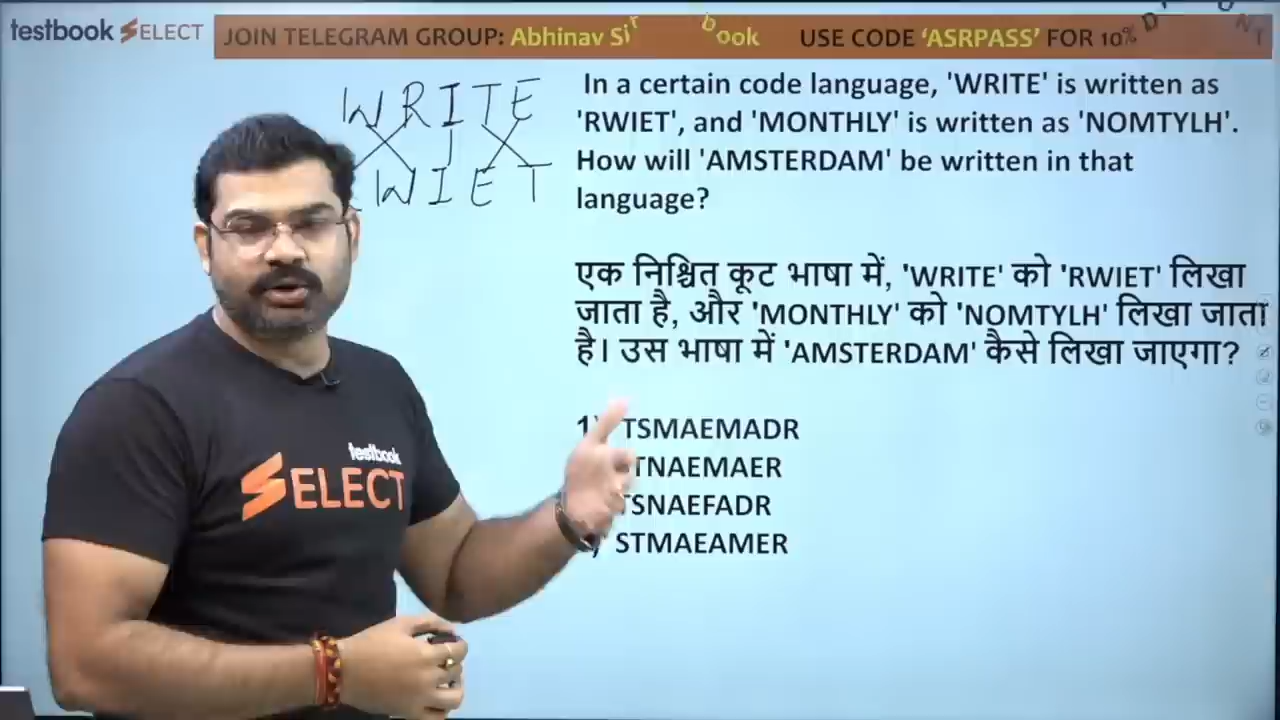 testbook SELECT
JOIN TELEGRAM GROUP: Abhinav Sir
book
USE CODE 'ASRPASS' FOR 10%
WRITE
WIET
In a certain code language, 'WRITE' is written as
'RWIET', and 'MONTHLY' is written as 'NOMTYLH'.
How will 'AMSTERDAM' be written in that
language?
एक निश्चित कूट भाषा में, 'WRITE' को 'RWIET' लिखा
जाता है, और 'MONTHLY' को 'NOMTYLH' लिखा जाता
है। उस भाषा में 'AMSTERDAM' कैसे लिखा जाएगा?
1) TSMAEMADR
TNAEMAER
TSNAEFADR
STMAEAMER
testbook
SELECT